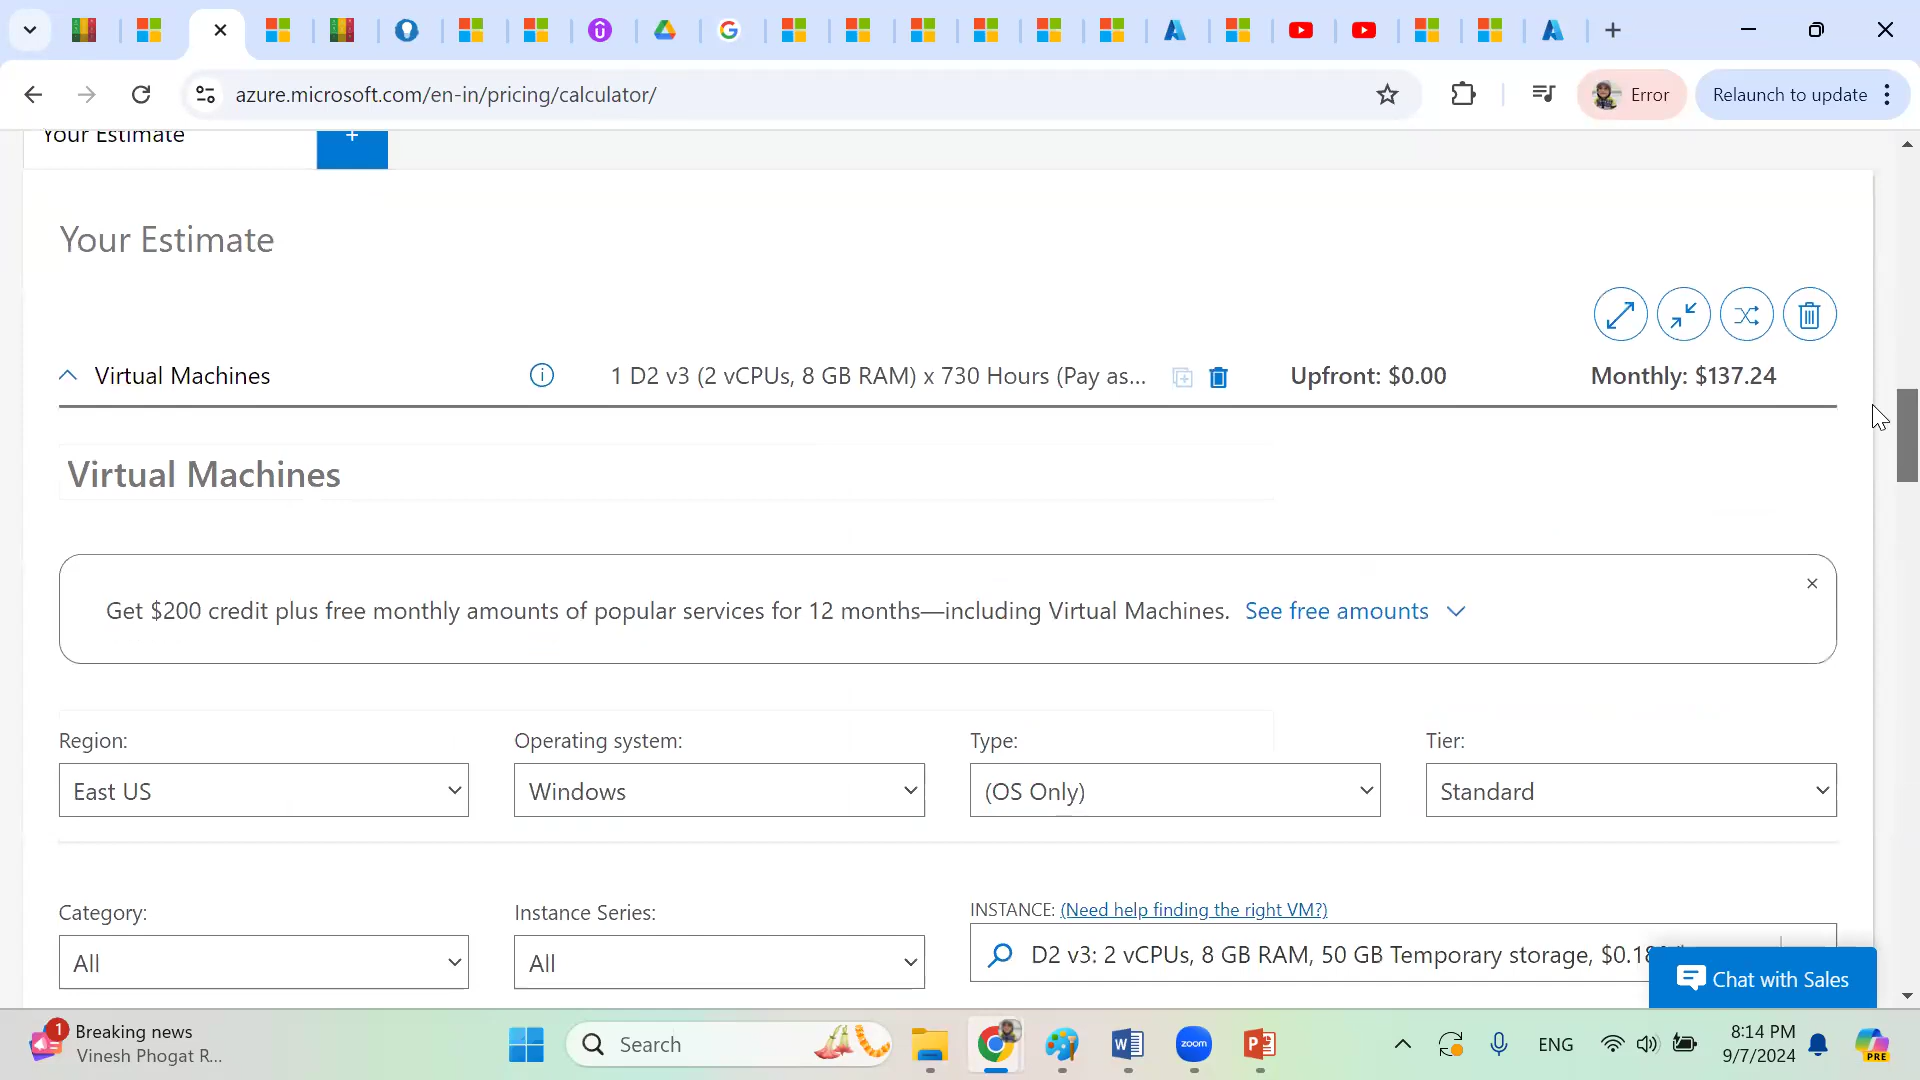 azure.microsoft.com/en-in/pricing/calculator/
Error
Relaunch to update
Your Estimate
+
Your Estimate
Virtual Machines
1 D2 v3 (2 vCPUs, 8 GB RAM) x 730 Hours (Pay as...
Upfront: $0.00
Monthly: $137.24
Virtual Machines
Get $200 credit plus free monthly amounts of popular services for 12 months—including Virtual Machines. See free amounts
Region:
Operating system:
Type:
Tier:
East US
Windows
(OS Only)
Standard
Category:
Instance Series:
INSTANCE: (Need help finding the right VM?)
All
All
D2 v3: 2 vCPUs, 8 GB RAM, 50 GB Temporary storage,
Chat with Sales
1
Breaking news
Vinesh Phogat R...
Search
zoom
ENG
8:14 PM
9/7/2024
PRE